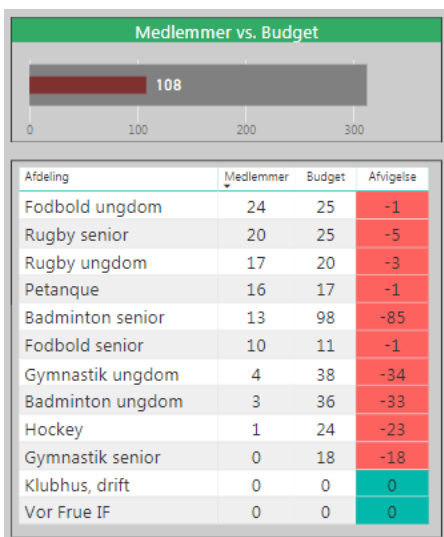 Medlemmer vs. Budget
108
0 100 200 300
Afdeling Medlemmer Budget Afvigelse
Fodbold ungdom 24 25 -1
Rugby senior 20 25 -5
Rugby ungdom 17 20 -3
Petanque 16 17 -1
Badminton senior 13 98 -85
Fodbold senior 10 11 -1
Gymnastik ungdom 4 38 -34
Badminton ungdom 3 36 -33
Hockey 1 24 -23
Gymnastik senior 0 18 -18
Klubhus, drift 0 0 0
Vor Frue IF 0 0 0